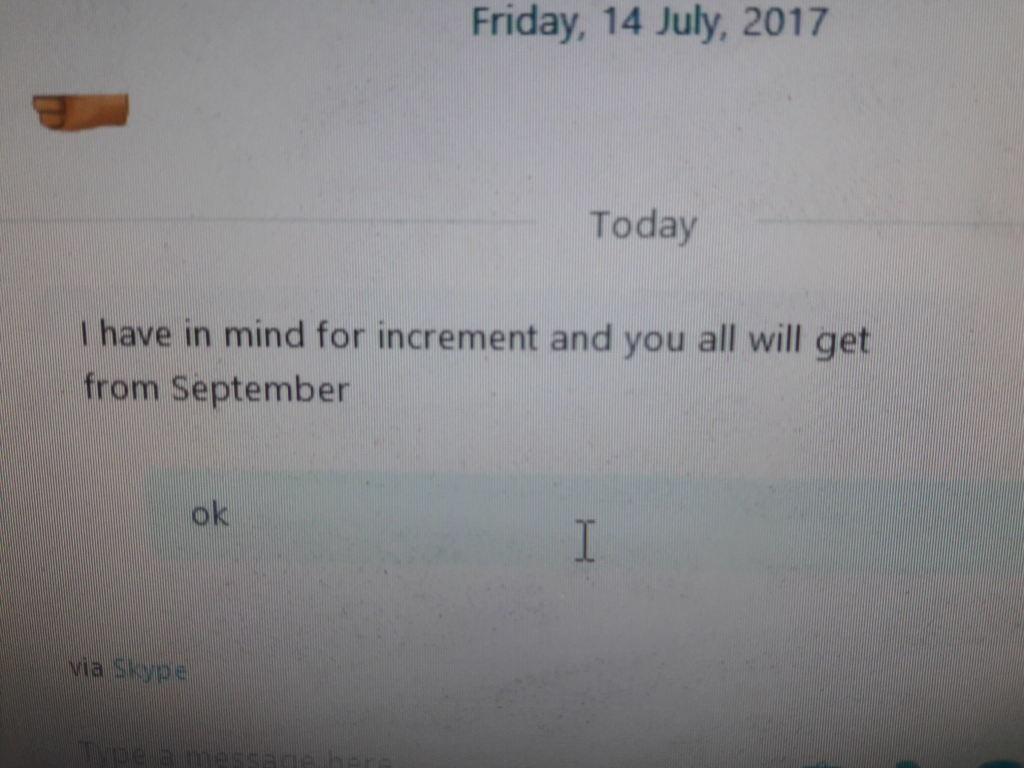 Friday, 14 July, 2017
Today
I have in mind for increment and you all will get
from September
ok
via Skype
Type a message here